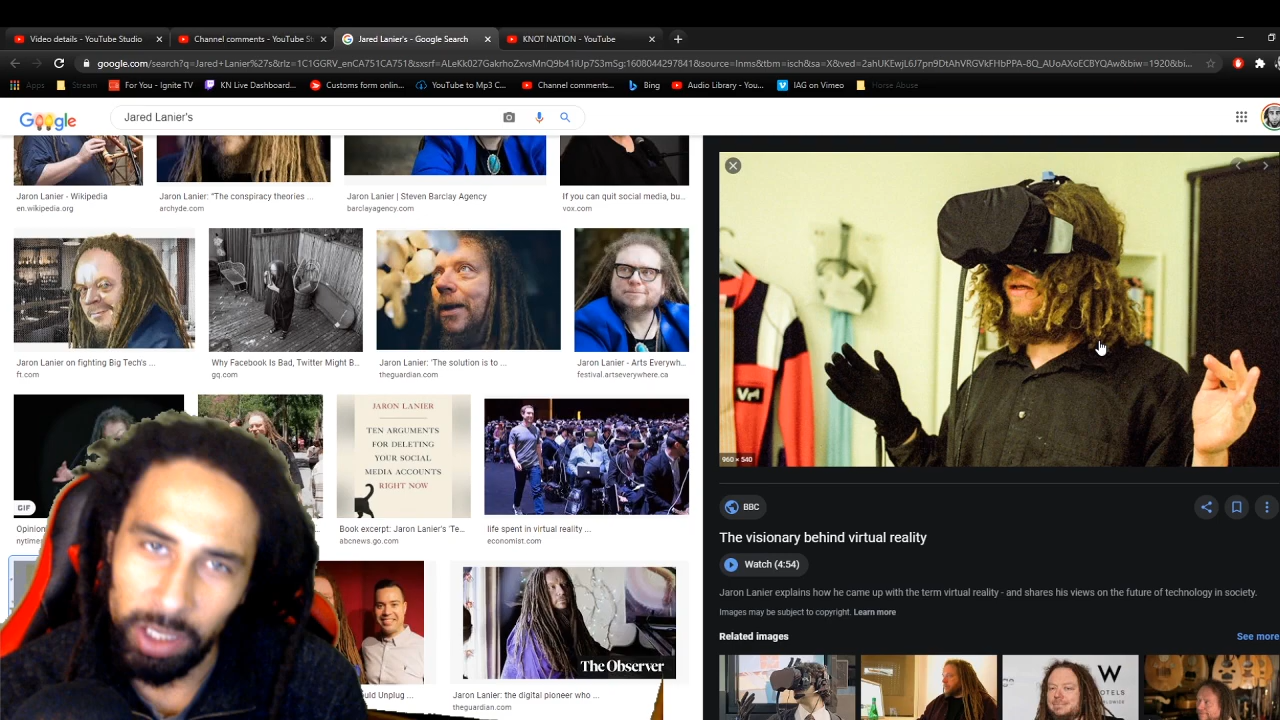 Video details - YouTube Studio
Channel comments - YouTube S
Jared Lanier's - Google Search
KNOT NATION - YouTube
Apps
Stream
For You - Ignite TV
KN Live Dashboard...
Customs form onlin...
YouTube to Mp3 C...
Channel comments...
Bing
Audio Library - You...
IAG on Vimeo
Horse Abuse
Google
Jared Lanier's
Jaron Lanier - Wikipedia
en.wikipedia.org
Jaron Lanier: "The conspiracy theories ...
archyde.com
Jaron Lanier | Steven Barclay Agency
barclayagency.com
If you can quit social media, bu...
vox.com
Jaron Lanier on fighting Big Tech's ...
ft.com
Why Facebook Is Bad, Twitter Might B...
gq.com
Jaron Lanier: 'The solution is to ...
theguardian.com
Jaron Lanier - Arts Everywh...
festival.artseverywhere.ca
GIF
Opinion
nytimes
JARON LANIER
TEN ARGUMENTS
FOR DELETING
YOUR SOCIAL
MEDIA ACCOUNTS
RIGHT NOW
Book excerpt: Jaron Lanier's 'Te...
abcnews.go.com
life spent in virtual reality ...
economist.com
ould Unplug ...
The Observer
Jaron Lanier: the digital pioneer who ...
theguardian.com
960 × 540
BBC
The visionary behind virtual reality
Watch (4:54)
Jaron Lanier explains how he came up with the term virtual reality - and shares his views on the future of technology in society.
Images may be subject to copyright. Learn more
Related images
See more
W
HOTELS
WORLDWIDE